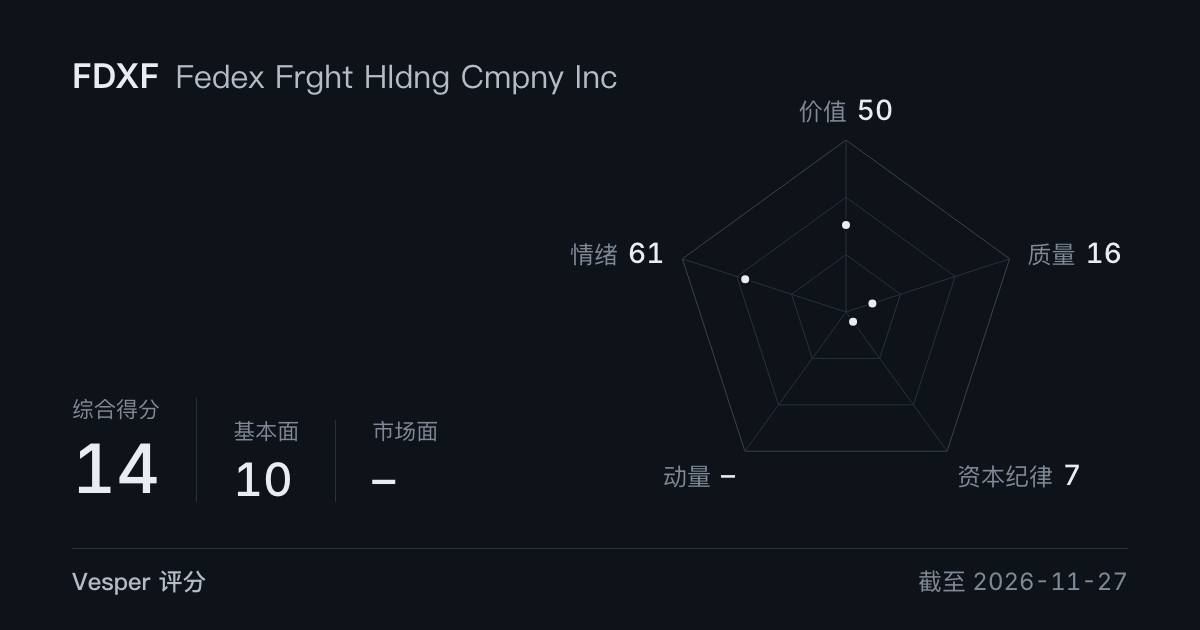 FDXF Fedex Frght Hldng Cmpny Inc
价值 50
情绪 61
质量 16
动量 –
资本纪律 7
综合得分
14
基本面
10
市场面
–
Vesper 评分
截至 2026-11-27